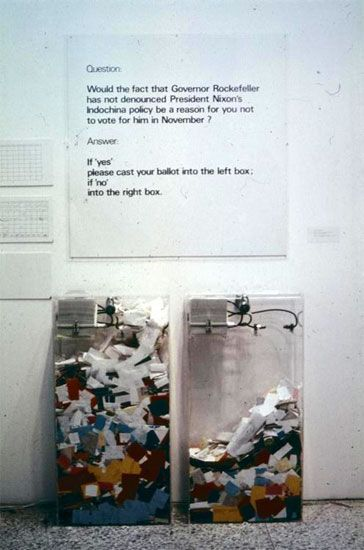 Question:
Would the fact that Governor Rockefeller
has not denounced President Nixon's
Indochina policy be a reason for you not
to vote for him in November ?
Answer:
If 'yes'
please cast your ballot into the left box;
if 'no'
into the right box.